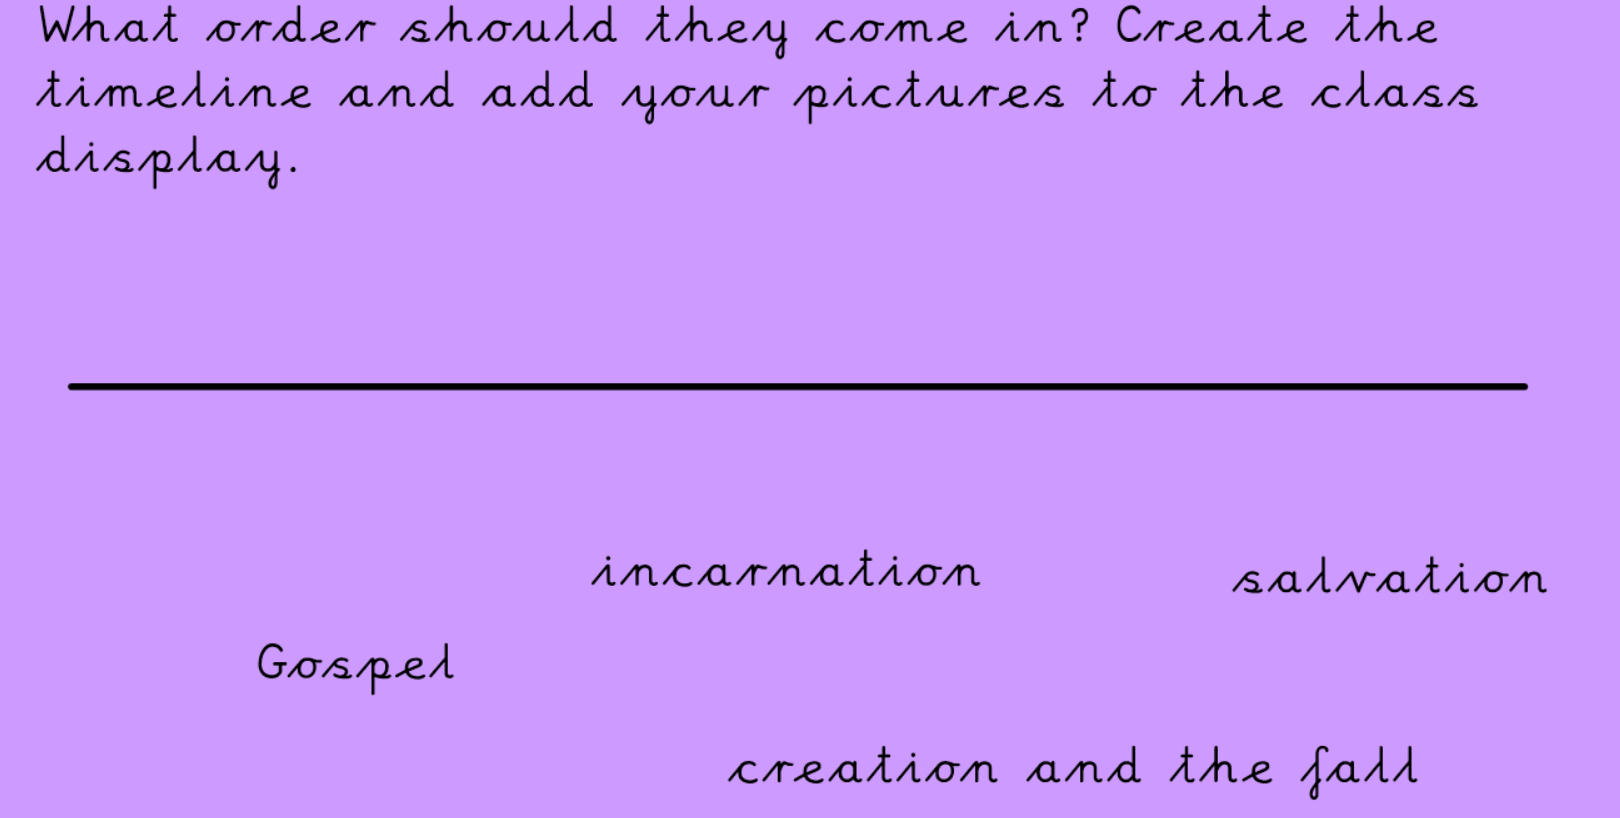 What order should they come in? Create the
timeline and add your pictures to the class
display.
incarnation
salvation
Gospel
creation and the fall